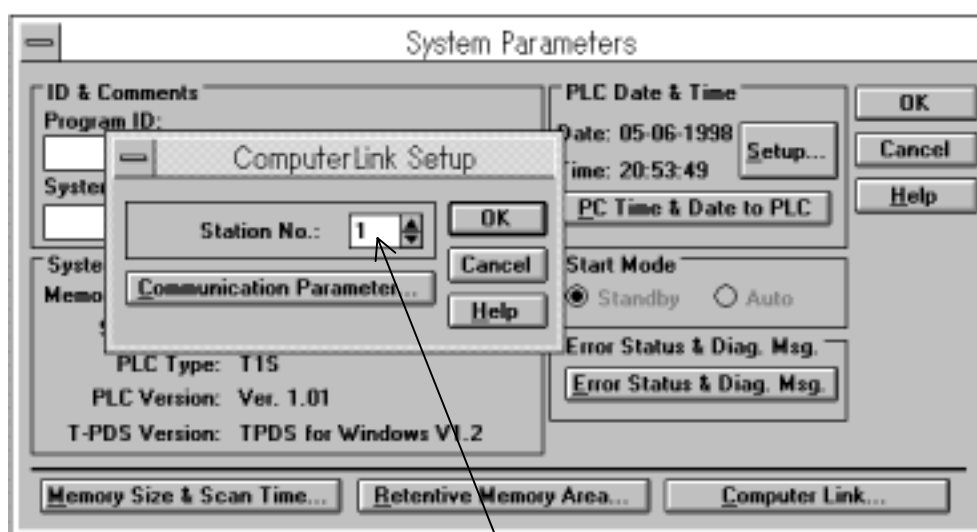 System Parameters
ID & Comments
Program ID:
PLC Date & Time
Date: 05-06-1998
Time: 20:53:49
Setup...
PC Time & Date to PLC
OK
Cancel
Help
ComputerLink Setup
Station No.: 1
Communication Parameter...
OK
Cancel
Help
Start Mode
Standby
Auto
Error Status & Diag. Msg.
Error Status & Diag. Msg.
PLC Type: T1S
PLC Version: Ver. 1.01
T-PDS Version: TPDS for Windows V1.2
Memory Size & Scan Time...
Retentive Memory Area...
Computer Link...